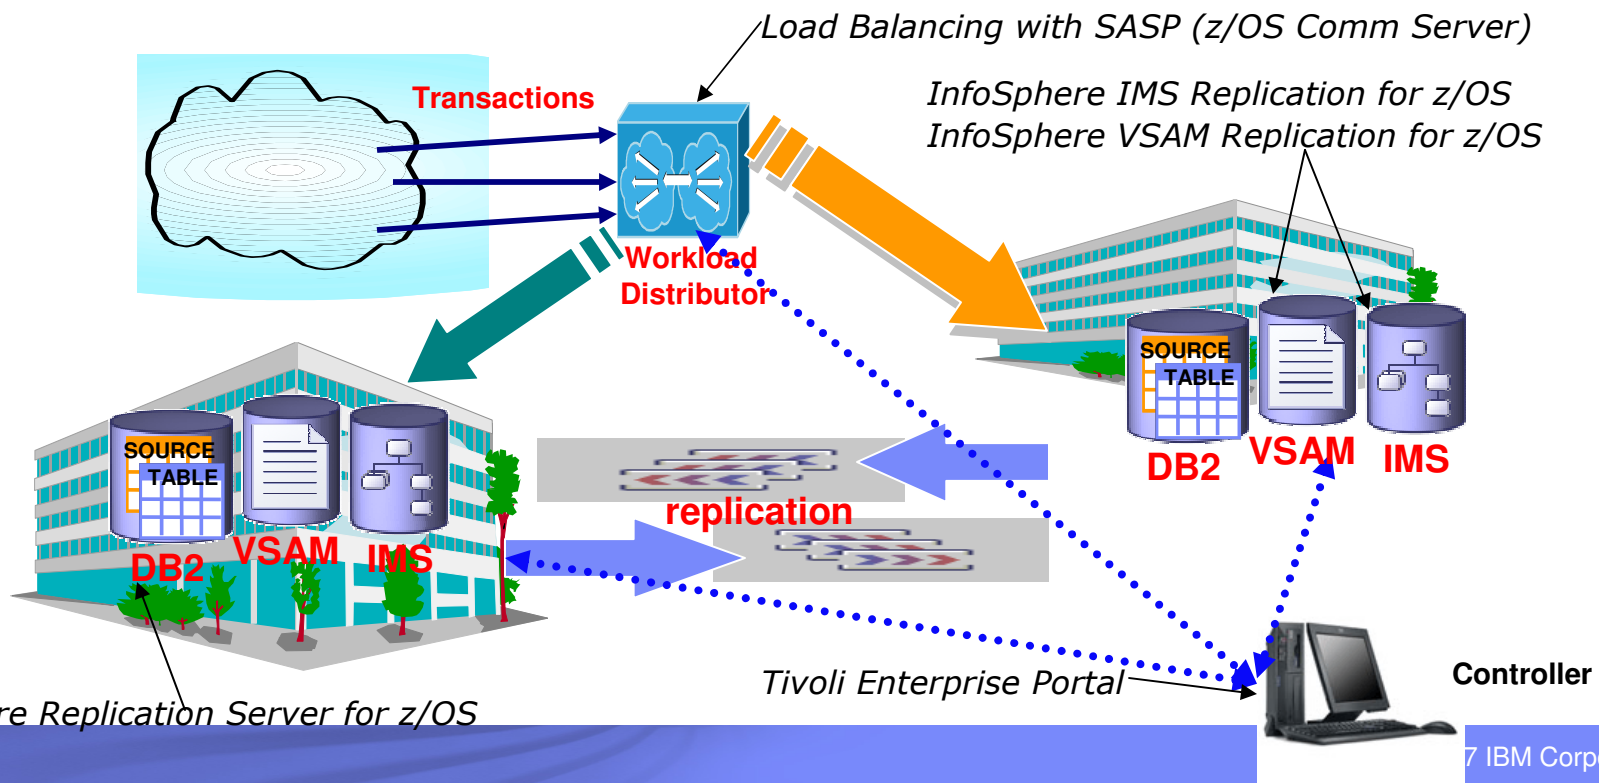 Load Balancing with SASP (z/OS Comm Server)
Transactions
InfoSphere IMS Replication for z/OS
InfoSphere VSAM Replication for z/OS
Workload
Distributor
SOURCE
TABLE
DB2
VSAM
IMS
SOURCE
TABLE
DB2
VSAM
IMS
replication
Tivoli Enterprise Portal
Controller
re Replication Server for z/OS
7 IBM Corp